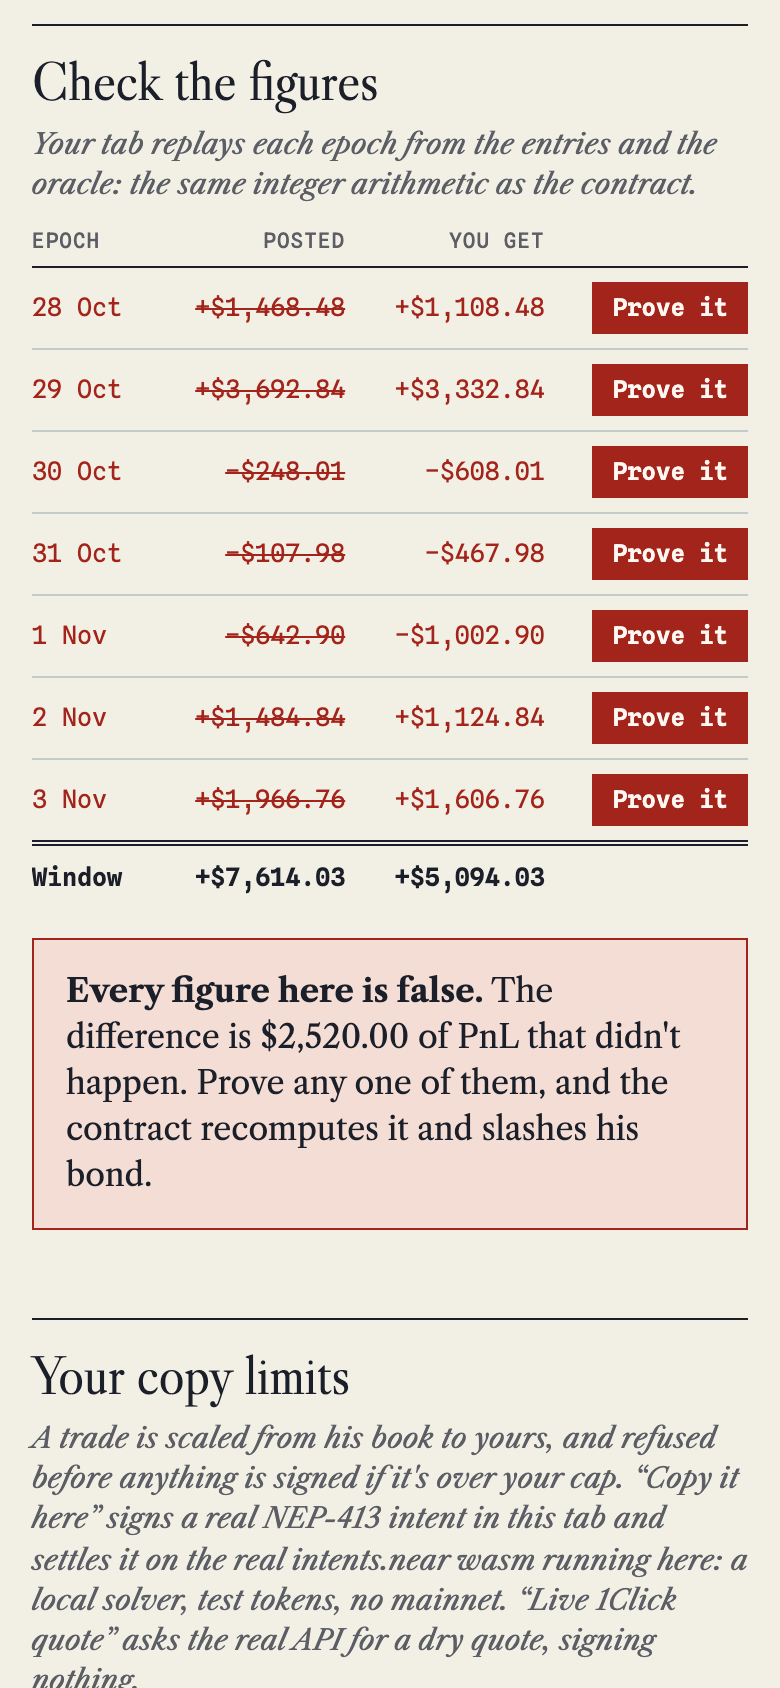 Check the figures
Your tab replays each epoch from the entries and the
oracle: the same integer arithmetic as the contract.
EPOCH POSTED YOU GET
28 Oct +$1,468.48 +$1,108.48 Prove it
29 Oct +$3,692.84 +$3,332.84 Prove it
30 Oct −$248.01 −$608.01 Prove it
31 Oct −$107.98 −$467.98 Prove it
1 Nov −$642.90 −$1,002.90 Prove it
2 Nov +$1,484.84 +$1,124.84 Prove it
3 Nov +$1,966.76 +$1,606.76 Prove it
Window +$7,614.03 +$5,094.03
Every figure here is false. The
difference is $2,520.00 of PnL that didn't
happen. Prove any one of them, and the
contract recomputes it and slashes his
bond.
Your copy limits
A trade is scaled from his book to yours, and refused
before anything is signed if it's over your cap. “Copy it
here” signs a real NEP-413 intent in this tab and
settles it on the real intents.near wasm running here: a
local solver, test tokens, no mainnet. “Live 1Click
quote” asks the real API for a dry quote, signing
nothing.